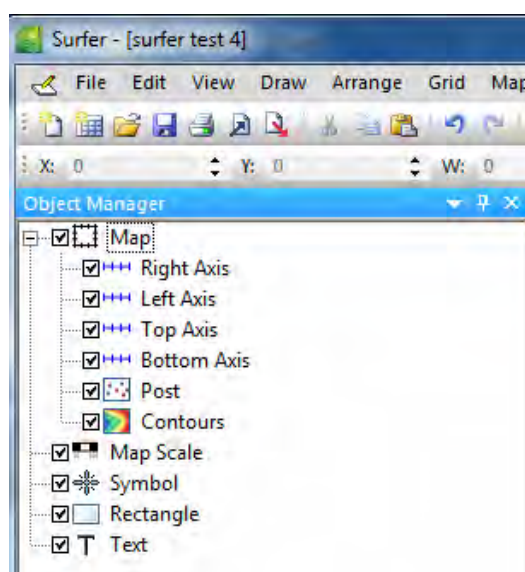 Surfer - [surfer test 4]
File Edit View Draw Arrange Grid Map
X: 0 Y: 0 W: 0
Object Manager
Map
Right Axis
Left Axis
Top Axis
Bottom Axis
Post
Contours
Map Scale
Symbol
Rectangle
T Text